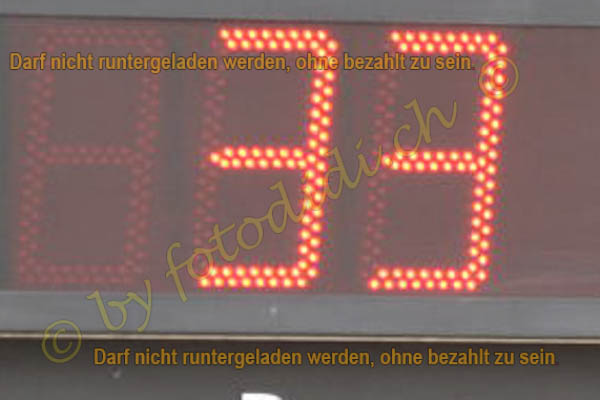 33
Darf nicht runtergeladen werden, ohne bezahlt zu sein.
© by fotodidi.ch ©
Darf nicht runtergeladen werden, ohne bezahlt zu sein